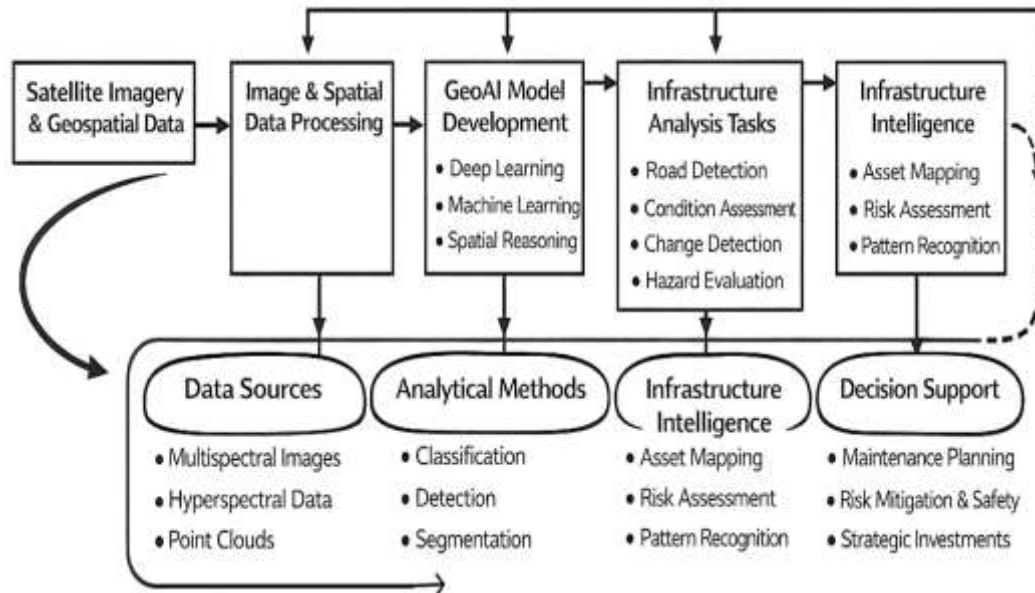 Satellite Imagery
& Geospatial Data
Image & Spatial
Data Processing
GeoAI Model
Development
• Deep Learning
• Machine Learning
• Spatial Reasoning
Infrastructure
Analysis Tasks
• Road Detection
• Condition Assessment
• Change Detection
• Hazard Evaluation
Infrastructure
Intelligence
• Asset Mapping
• Risk Assessment
• Pattern Recognition
Data Sources
• Multispectral Images
• Hyperspectral Data
• Point Clouds
Analytical Methods
• Classification
• Detection
• Segmentation
Infrastructure
Intelligence
• Asset Mapping
• Risk Assessment
• Pattern Recognition
Decision Support
• Maintenance Planning
• Risk Mitigation & Safety
• Strategic Investments